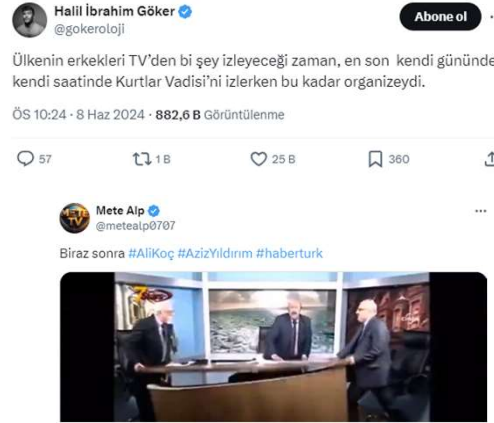 Halil İbrahim Göker
@gokeroloji
Abone ol
Ülkenin erkekleri TV’den bi şey izleyeceği zaman, en son kendi gününde
kendi saatinde Kurtlar Vadisi’ni izlerken bu kadar organizeydi.
ÖS 10:24 · 8 Haz 2024 · 882,6 B Görüntülenme
57
1 B
25 B
360
Mete Alp
@metealp0707
METE
TV
Biraz sonra #AliKoç #AzizYıldırım #haberturk